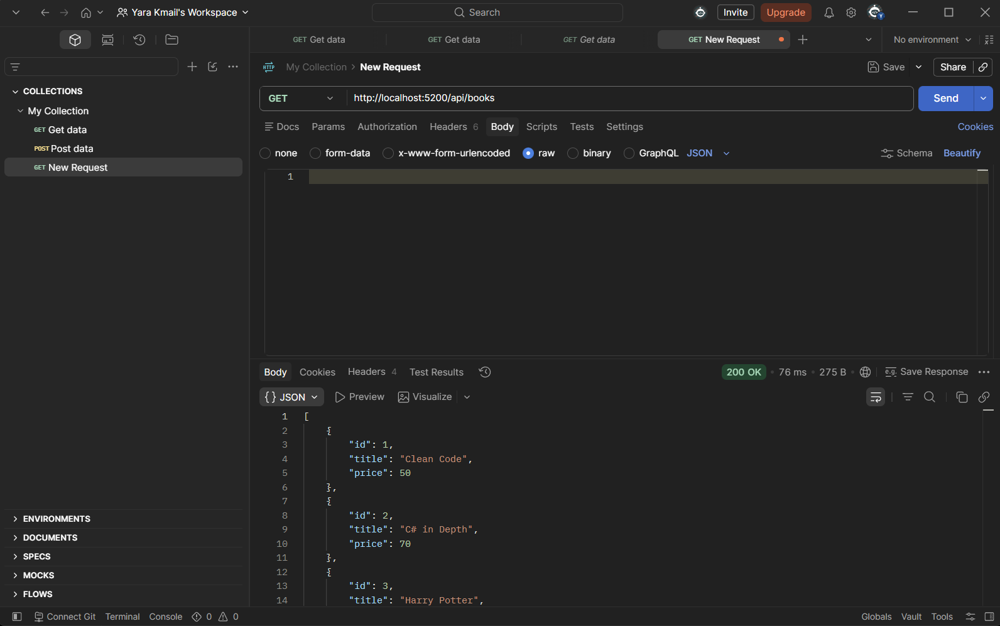 Yara Kmail's Workspace
Search
Invite
Upgrade
Y
GET Get data
GET Get data
GET Get data
GET New Request
No environment
COLLECTIONS
My Collection
GET Get data
POST Post data
GET New Request
ENVIRONMENTS
DOCUMENTS
SPECS
MOCKS
FLOWS
HTTP My Collection > New Request
Save
Share
GET http://localhost:5200/api/books
Send
Docs Params Authorization Headers 6 Body Scripts Tests Settings
Cookies
none form-data x-www-form-urlencoded raw binary GraphQL JSON
Schema Beautify
1
Body Cookies Headers 4 Test Results
200 OK • 76 ms • 275 B •
e.g. Save Response
{} JSON Preview Visualize
1 [
2 {
3 "id": 1,
4 "title": "Clean Code",
5 "price": 50
6 },
7 {
8 "id": 2,
9 "title": "C# in Depth",
10 "price": 70
11 },
12 {
13 "id": 3,
14 "title": "Harry Potter",
Connect Git Terminal Console 0 0
Globals Vault Tools